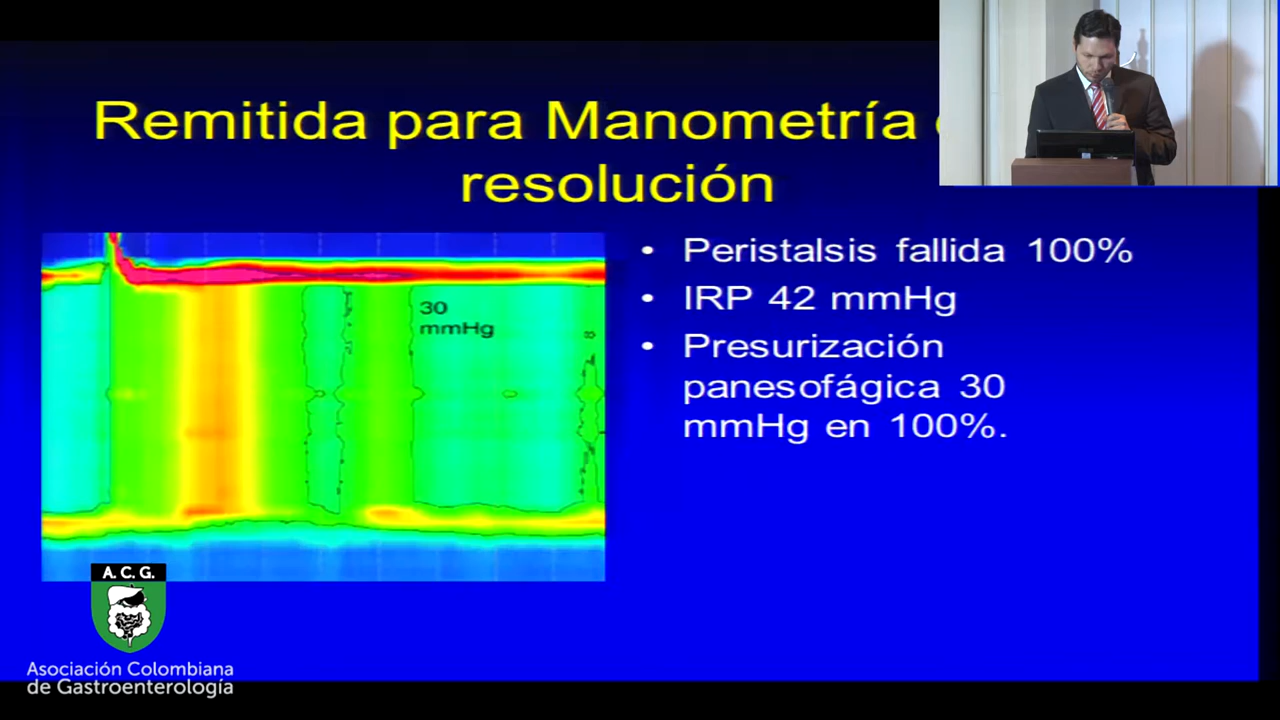 Remitida para Manometría
resolución
• Peristalsis fallida 100%
• IRP 42 mmHg
• Presurización
panesofágica 30
mmHg en 100%.
30
mmHg
A. C. G.
Asociación Colombiana
de Gastroenterología